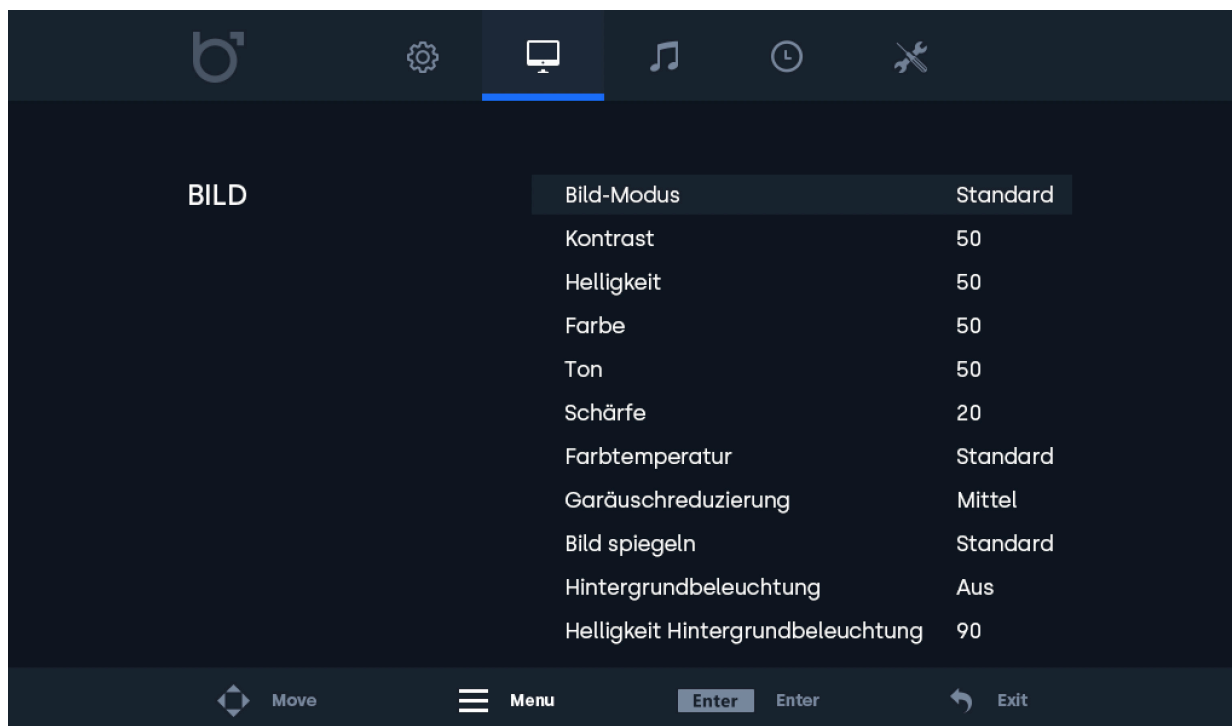 BILD
Bild-Modus Standard
Kontrast 50
Helligkeit 50
Farbe 50
Ton 50
Schärfe 20
Farbtemperatur Standard
Garäuschreduzierung Mittel
Bild spiegeln Standard
Hintergrundbeleuchtung Aus
Helligkeit Hintergrundbeleuchtung 90
Move Menu Enter Enter Exit